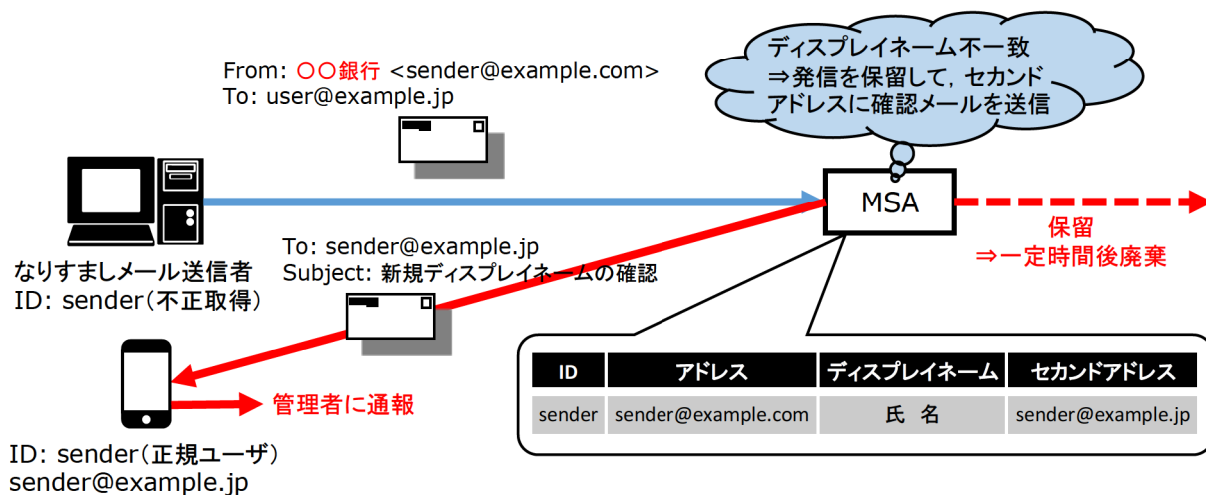 ディスプレイネーム不一致
⇒発信を保留して，セカンド
アドレスに確認メールを送信
From: 〇〇銀行 <sender@example.com>
To: user@example.jp
MSA
保留
⇒一定時間後廃棄
To: sender@example.jp
Subject: 新規ディスプレイネームの確認
なりすましメール送信者
ID: sender（不正取得）
管理者に通報
ID: sender（正規ユーザ）
sender@example.jp
ID アドレス ディスプレイネーム セカンドアドレス
sender sender@example.com 氏 名 sender@example.jp